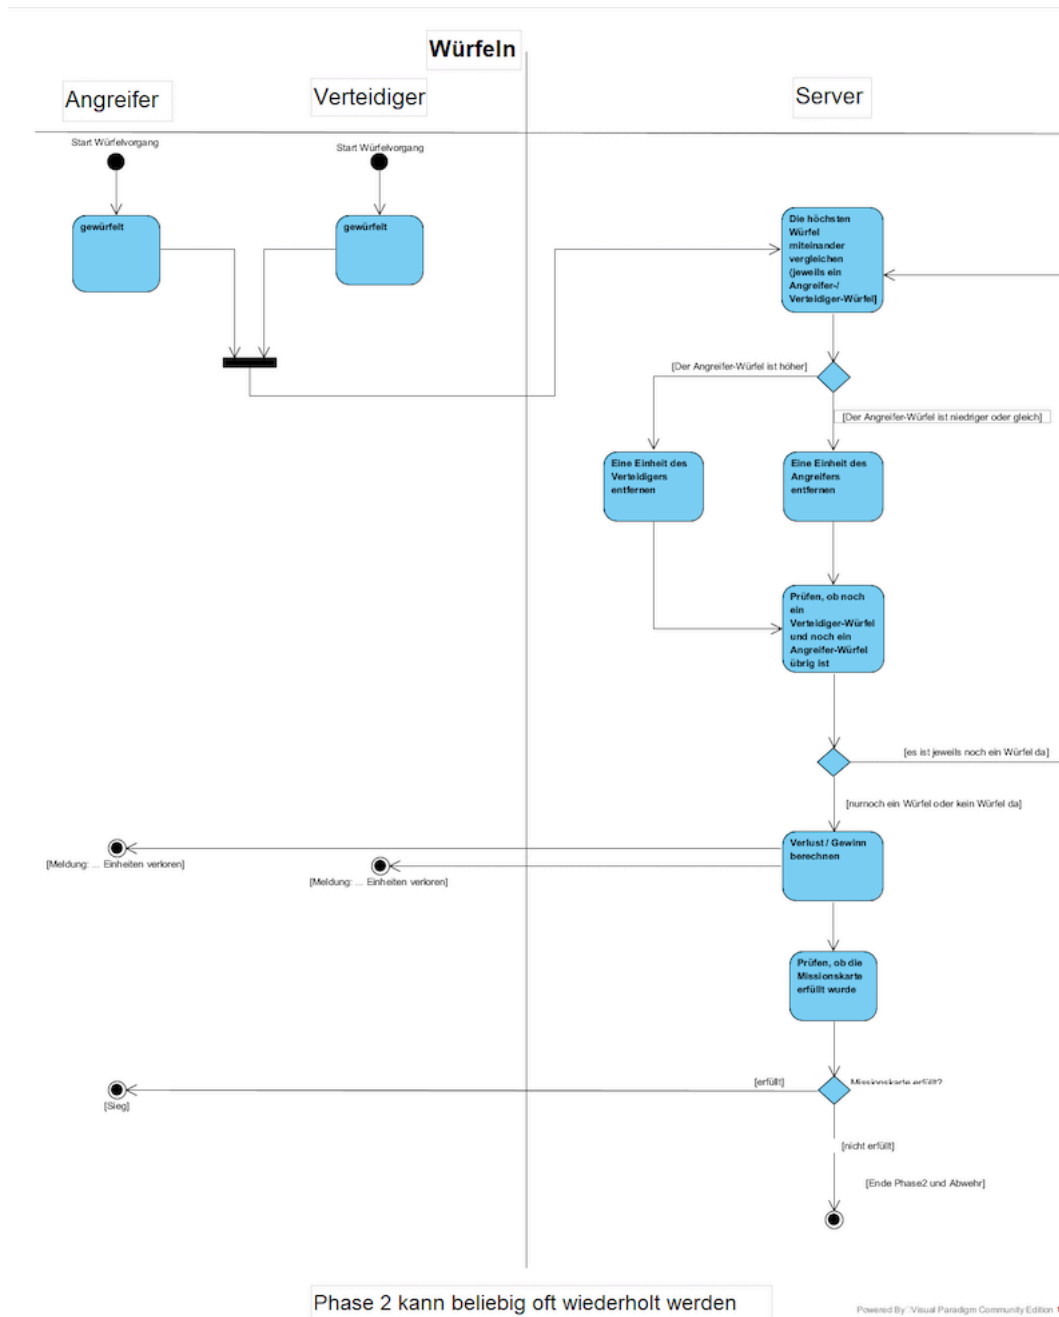 Würfeln
Angreifer
Verteidiger
Server
Start Würfelvorgang
Start Würfelvorgang
gewürfelt
gewürfelt
Die höchsten
Würfel
miteinander
vergleichen
(jeweils ein
Angreifer-/
Verteidiger-Würfel]
[Der Angreifer-Würfel ist höher]
[Der Angreifer-Würfel ist niedriger oder gleich]
Eine Einheit des
Verteidigers
entfernen
Eine Einheit des
Angreifers
entfernen
Prüfen, ob noch
ein
Verteidiger-Würfel
und noch ein
Angreifer-Würfel
übrig ist
[es ist jeweils noch ein Würfel da]
[nurnoch ein Würfel oder kein Würfel da]
Verlust / Gewinn
berechnen
[Meldung: ... Einheiten verloren]
[Meldung: ... Einheiten verloren]
Prüfen, ob die
Missionskarte
erfüllt wurde
[erfüllt]
Missionskarte erfüllt?
[Sieg]
[nicht erfüllt]
[Ende Phase2 und Abwehr]
Phase 2 kann beliebig oft wiederholt werden
Powered By Visual Paradigm Community Edition